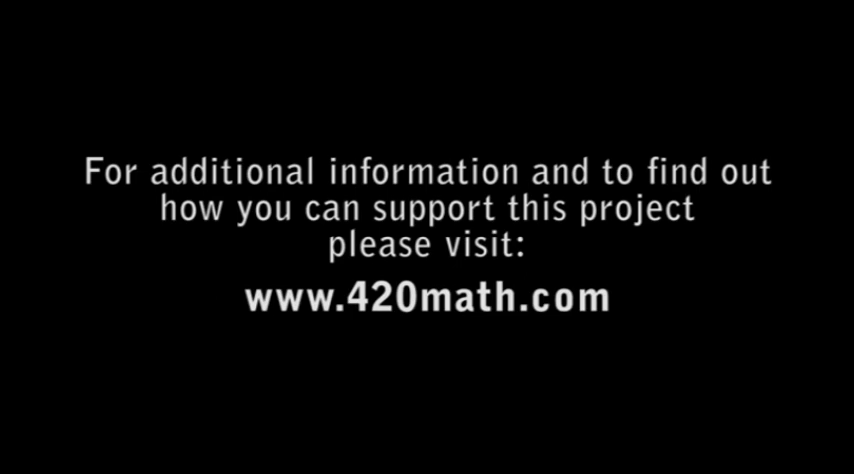 For additional information and to find out
how you can support this project
please visit:
www.420math.com